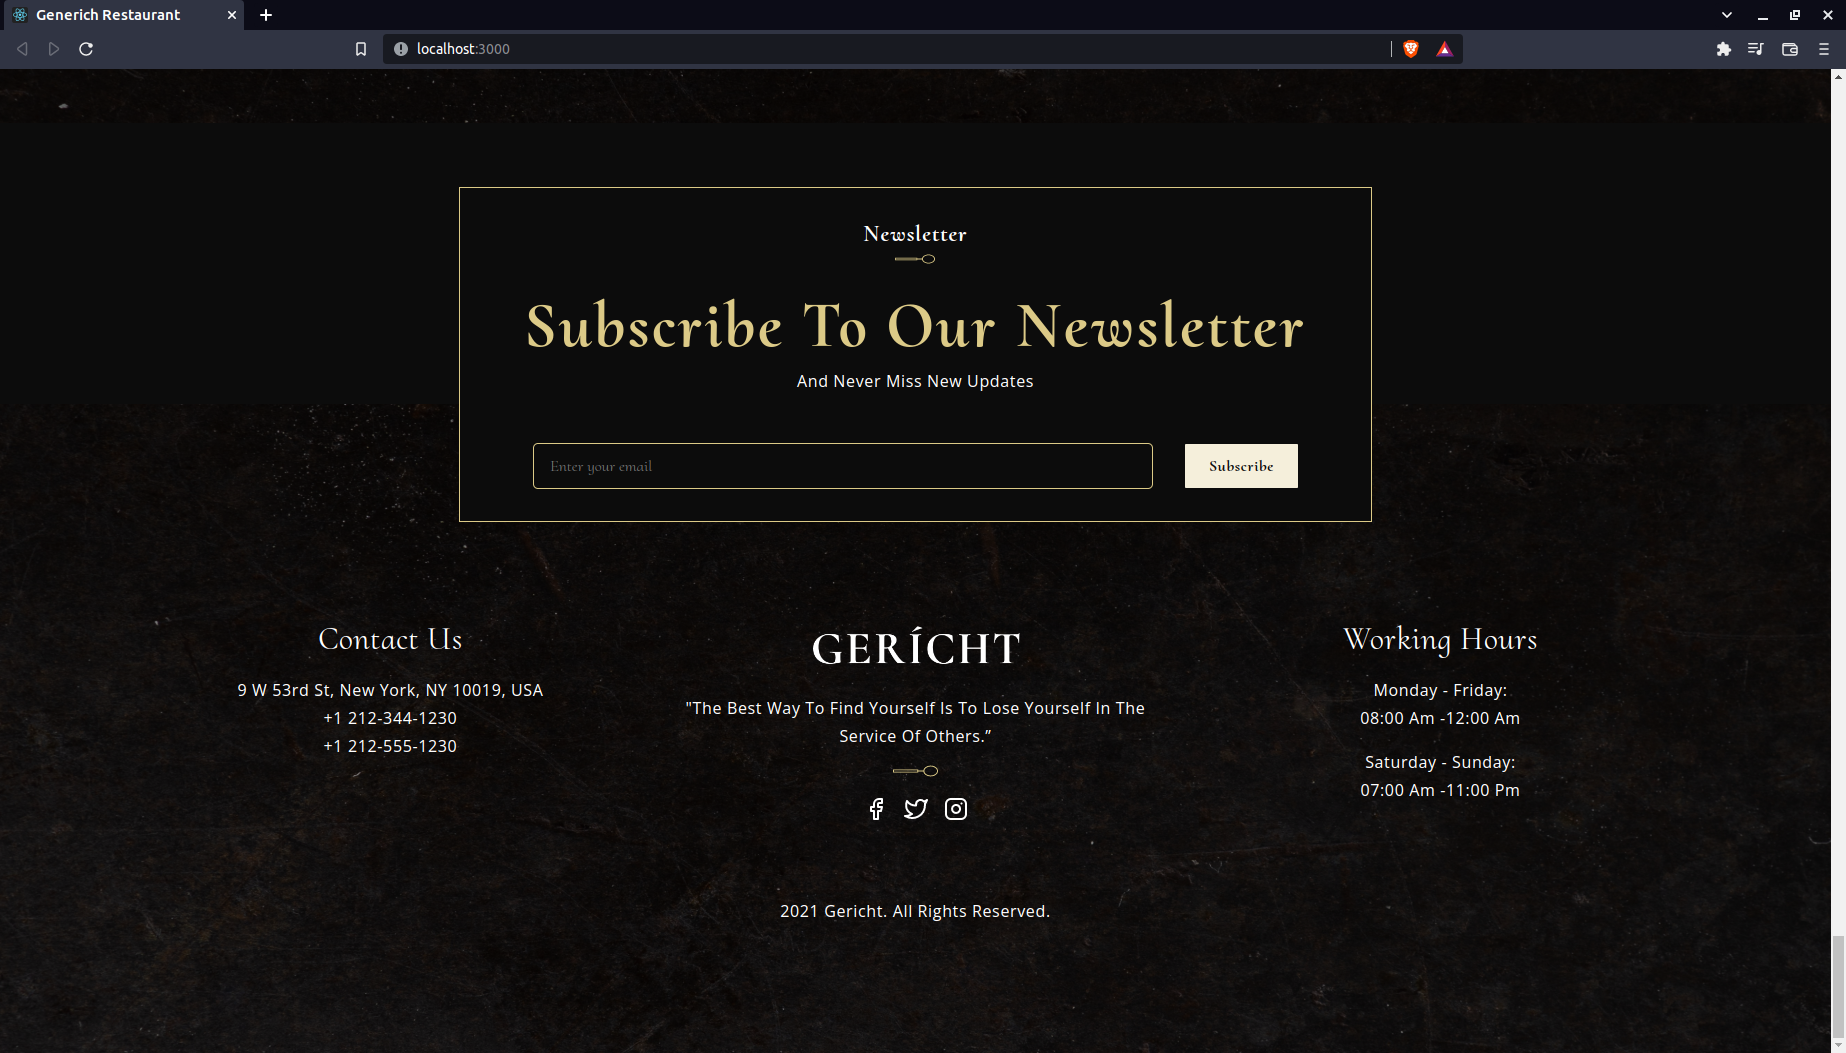 Generich Restaurant
localhost:3000
Newsletter
Subscribe To Our Newsletter
And Never Miss New Updates
Enter your email
Subscribe
Contact Us
9 W 53rd St, New York, NY 10019, USA
+1 212-344-1230
+1 212-555-1230
GERÍCHT
"The Best Way To Find Yourself Is To Lose Yourself In The
Service Of Others.”
Working Hours
Monday - Friday:
08:00 Am -12:00 Am
Saturday - Sunday:
07:00 Am -11:00 Pm
2021 Gericht. All Rights Reserved.